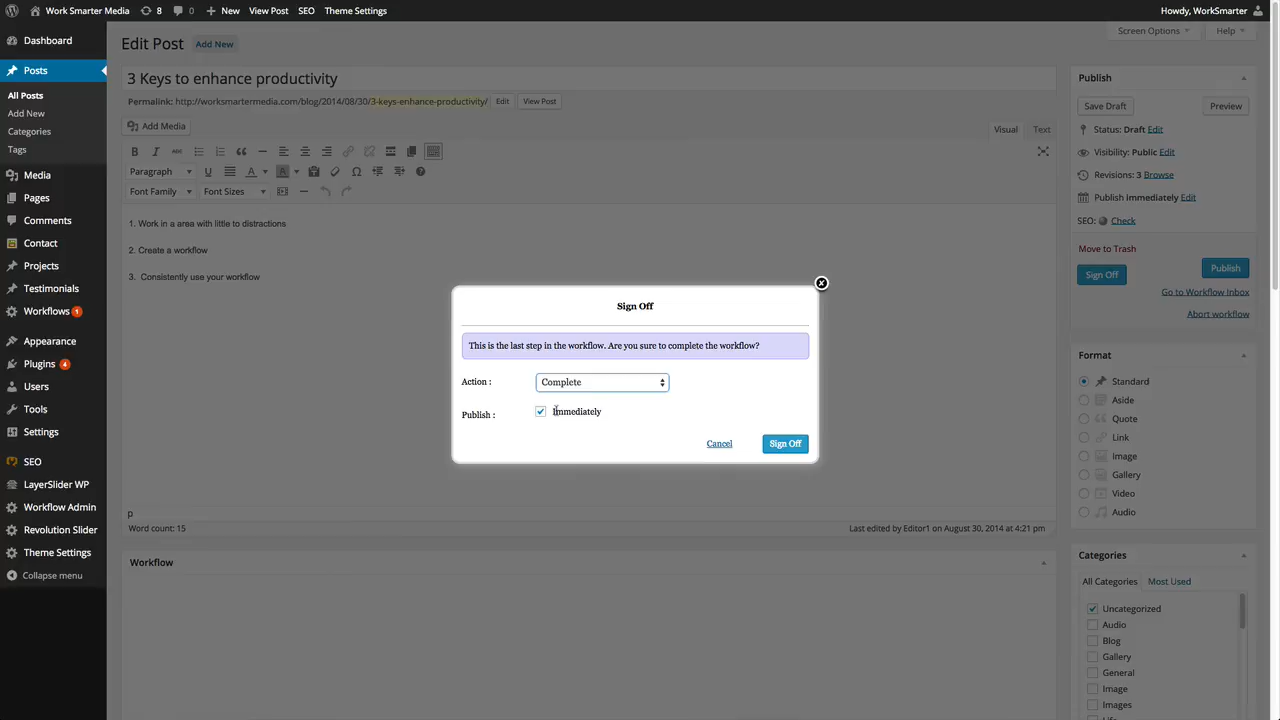 Work Smarter Media 8 0 New View Post SEO Theme Settings Howdy, WorkSmarter
Dashboard
Posts
All Posts
Add New
Categories
Tags
Media
Pages
Comments
Contact
Projects
Testimonials
Workflows 1
Appearance
Plugins 4
Users
Tools
Settings
SEO
LayerSlider WP
Workflow Admin
Revolution Slider
Theme Settings
Collapse menu
Screen Options Help
Edit Post Add New
3 Keys to enhance productivity
Permalink: http://worksmartermedia.com/blog/2014/08/30/3-keys-enhance-productivity/ Edit View Post
Add Media Visual Text
B I ABC
Paragraph U A A
Font Family Font Sizes
1. Work in a area with little to distractions
2. Create a workflow
3. Consistently use your workflow
p
Word count: 15 Last edited by Editor1 on August 30, 2014 at 4:21 pm
Workflow
Sign Off
This is the last step in the workflow. Are you sure to complete the workflow?
Action : Complete
Publish : Immediately
Cancel Sign Off
Publish
Save Draft Preview
Status: Draft Edit
Visibility: Public Edit
Revisions: 3 Browse
Publish immediately Edit
SEO: Check
Move to Trash
Sign Off Publish
Go to Workflow Inbox
Abort workflow
Format
Standard
Aside
Quote
Link
Image
Gallery
Video
Audio
Categories
All Categories Most Used
Uncategorized
Audio
Blog
Gallery
General
Image
Images